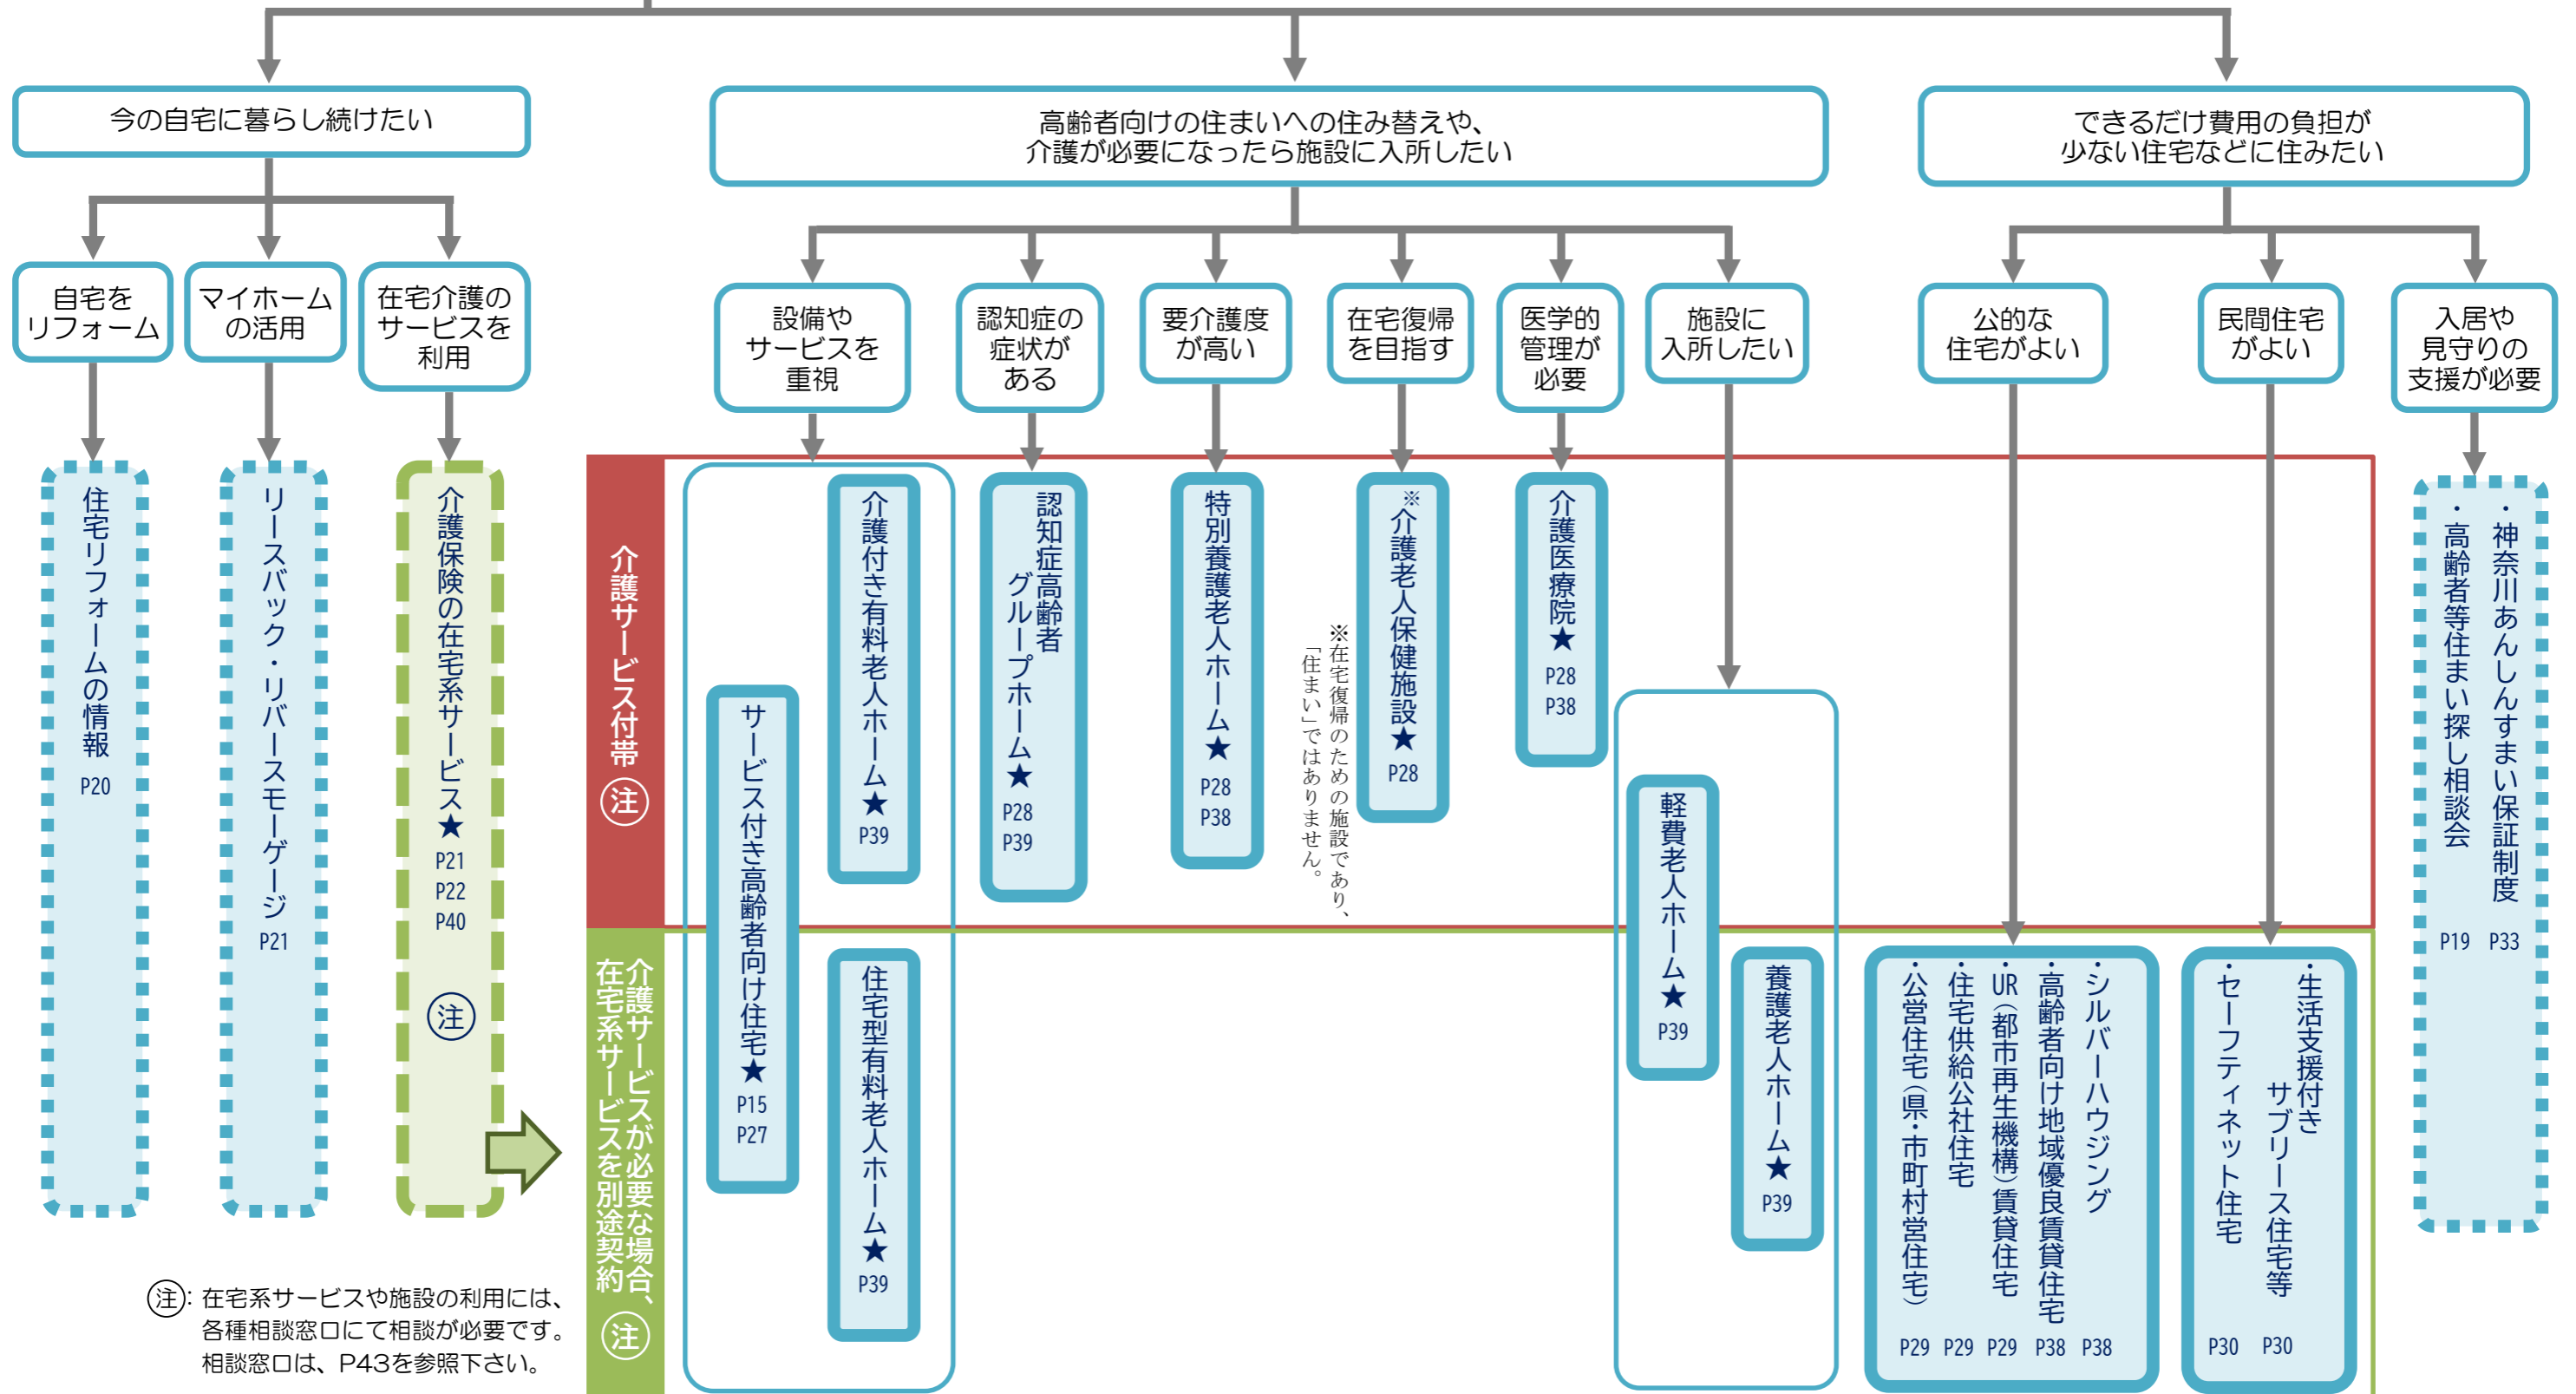 今の自宅に暮らし続けたい
高齢者向けの住まいへの住み替えや、
介護が必要になったら施設に入所したい
できるだけ費用の負担が
少ない住宅などに住みたい
自宅を
リフォーム
マイホーム
の活用
在宅介護の
サービスを
利用
設備や
サービスを
重視
認知症の
症状が
ある
要介護度
が高い
在宅復帰
を目指す
医学的
管理が
必要
施設に
入所したい
公的な
住宅がよい
民間住宅
がよい
入居や
見守りの
支援が必要
住宅リフォームの情報
P20
リースバック・リバースモーゲージ
P21
介護保険の在宅系サービス★
P21
P22
P40
注
介護サービス付帯
注
介護サービスが必要な場合、
在宅系サービスを別途契約
注
サービス付き高齢者向け住宅★
P15
P27
介護付き有料老人ホーム★
P39
住宅型有料老人ホーム★
P39
認知症高齢者
グループホーム★
P28
P39
特別養護老人ホーム★
P28
P38
※介護老人保健施設★
P28
※在宅復帰のための施設であり、
「住まい」ではありません。
介護医療院★
P28
P38
軽費老人ホーム★
P39
養護老人ホーム★
P39
・シルバーハウジング
P38
・高齢者向け地域優良賃貸住宅
P38
・UR(都市再生機構)賃貸住宅
P29
・住宅供給公社住宅
P29
・公営住宅(県・市町村営住宅)
P29
・生活支援付き
サブリース住宅等
P30
・セーフティネット住宅
P30
・神奈川あんしんすまい保証制度
P33
・高齢者等住まい探し相談会
P19
注: 在宅系サービスや施設の利用には、
各種相談窓口にて相談が必要です。
相談窓口は、P43を参照下さい。